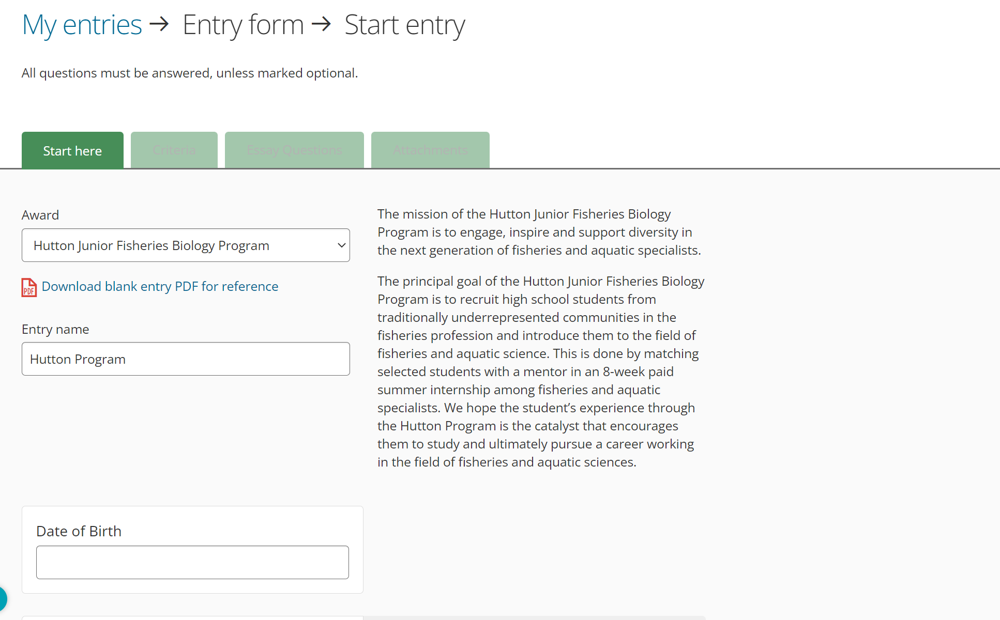 My entries → Entry form → Start entry
All questions must be answered, unless marked optional.
Start here
Criteria
Essay Questions
Attachments
Award
Hutton Junior Fisheries Biology Program
PDF
Download blank entry PDF for reference
Entry name
Hutton Program
The mission of the Hutton Junior Fisheries Biology
Program is to engage, inspire and support diversity in
the next generation of fisheries and aquatic specialists.
The principal goal of the Hutton Junior Fisheries Biology
Program is to recruit high school students from
traditionally underrepresented communities in the
fisheries profession and introduce them to the field of
fisheries and aquatic science. This is done by matching
selected students with a mentor in an 8-week paid
summer internship among fisheries and aquatic
specialists. We hope the student’s experience through
the Hutton Program is the catalyst that encourages
them to study and ultimately pursue a career working
in the field of fisheries and aquatic sciences.
Date of Birth